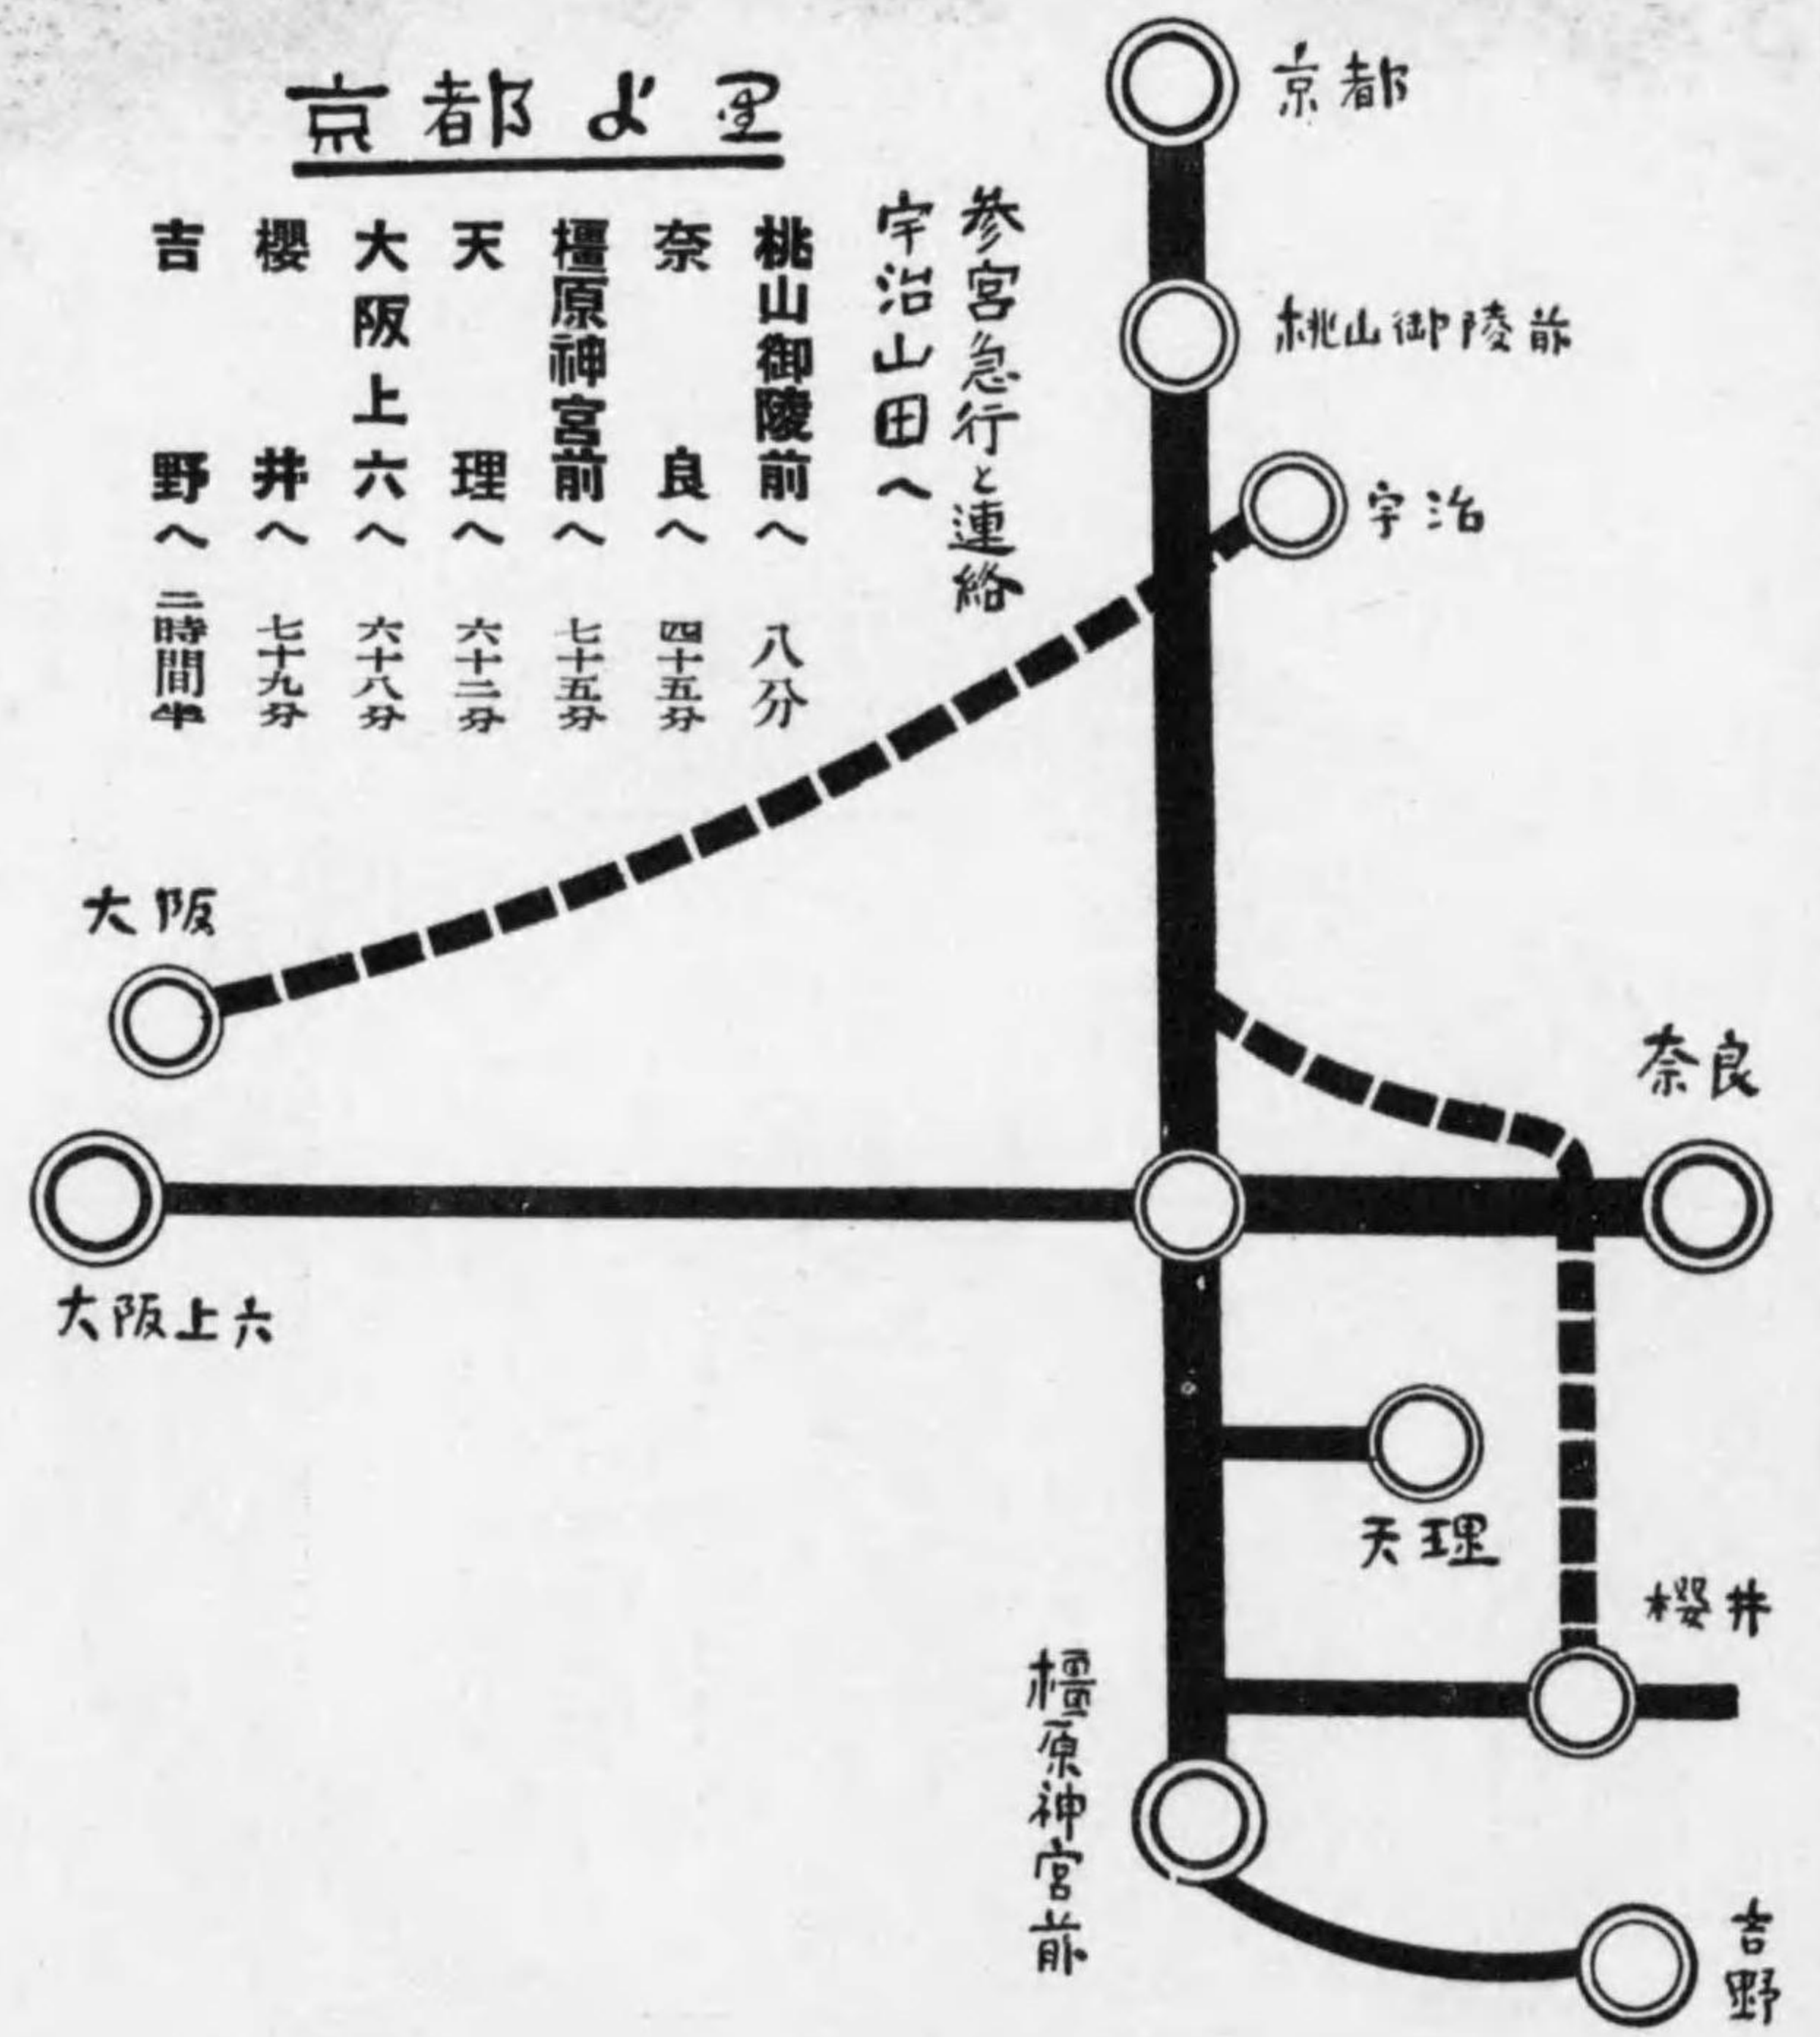 京都より
参宮急行と連絡
宇治山田へ
桃山御陵前へ 八分
奈良へ 四十五分
橿原神宮前へ 七十五分
天理へ 六十二分
大阪上六へ 六十八分
櫻井へ 七十九分
吉野へ 二時間半
京都
桃山御陵前
宇治
大阪
奈良
大阪上六
天理
櫻井
橿原神宮前
吉野